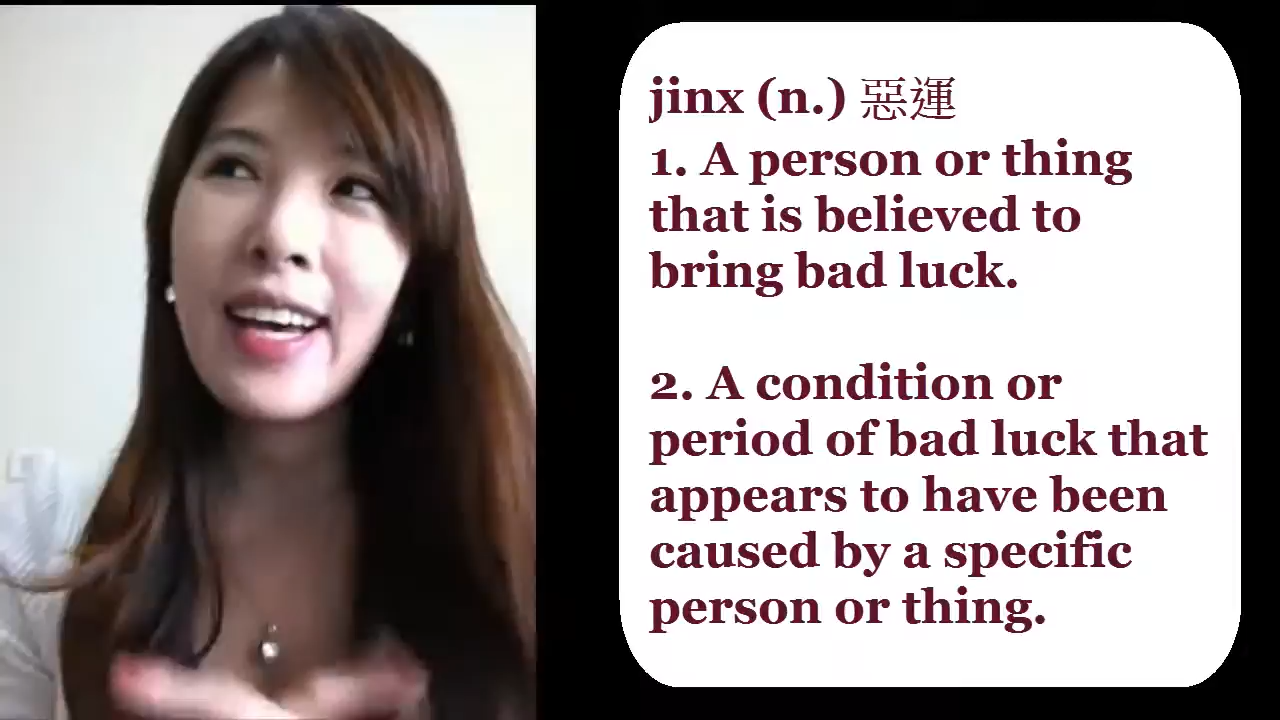 jinx (n.) 惡運
1. A person or thing
that is believed to
bring bad luck.
2. A condition or
period of bad luck that
appears to have been
caused by a specific
person or thing.